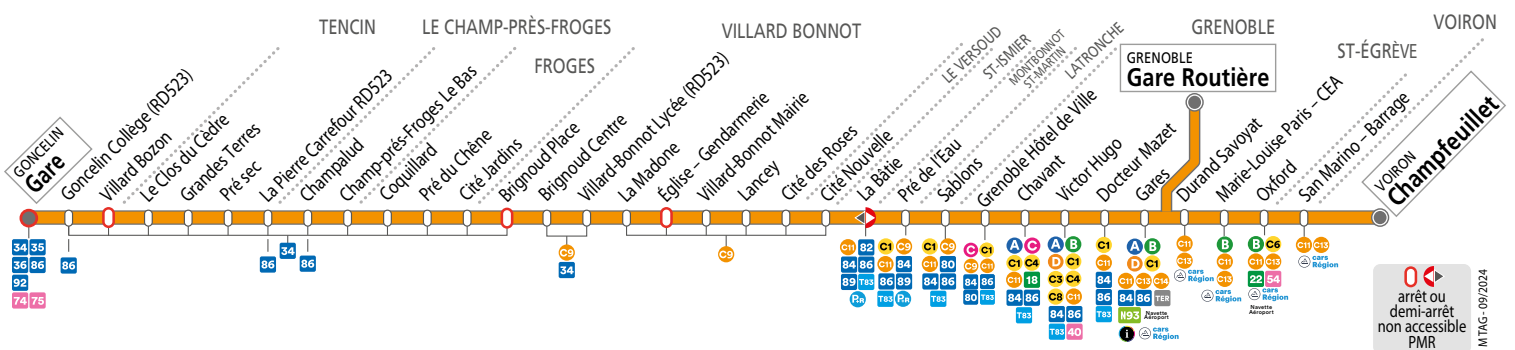 TENCIN
LE CHAMP-PRÈS-FROGES
FROGES
VILLARD BONNOT
LE VERSOUD
ST-ISMIER
MONTBONNOT
ST-MARTIN
LA TRONCHE
GRENOBLE
ST-ÉGRÈVE
VOIRON
GONCELIN
Gare
Goncelin Collège (RD523)
Villard Bozon
Le Clos du Cèdre
Grandes Terres
Pré sec
La Pierre Carrefour RD523
Champalud
Champ-prés-Froges Le Bas
Coquillard
Pré du Chêne
Cité Jardins
Brignoud Place
Brignoud Centre
Villard-Bonnot Lycée (RD523)
La Madone
Église – Gendarmerie
Villard-Bonnot Mairie
Lancey
Cité des Roses
Cité Nouvelle
La Bâtie
Pré de l'Eau
Sablons
Grenoble Hôtel de Ville
Chavant
Victor Hugo
Docteur Mazet
Gares
GRENOBLE
Gare Routière
Durand Savoyat
Marie-Louise Paris – CEA
Oxford
San Marino – Barrage
VOIRON
Champfeuillet
34 35
36 86
92
74 75
86
86
34
86
C9
34
C9
C11 82
84 86
89 T83
P+R
C1 C9
C11 84
86 89
T83 P+R
C1 C9
C11 80
84 86
T83
C C1
C9 C11
84 86
80 T83
A C
C1 C4
C11 18
84 86
T83
A B
D C1
C3 C4
C8 C11
84 86
T83 40
C1
C11
84
86
T83
A B
D C1
C11 C13 C14
84 86 TER
N93 Navette
Aéroport
i cars
Région
C11
C13
cars
Région
B
C11
C13
cars
Région
B C6
C11 C13
22 54
cars
Région
Navette
Aéroport
C11 C13
cars
Région
arrêt ou
demi-arrêt
non accessible
PMR
M TAG - 09/2024